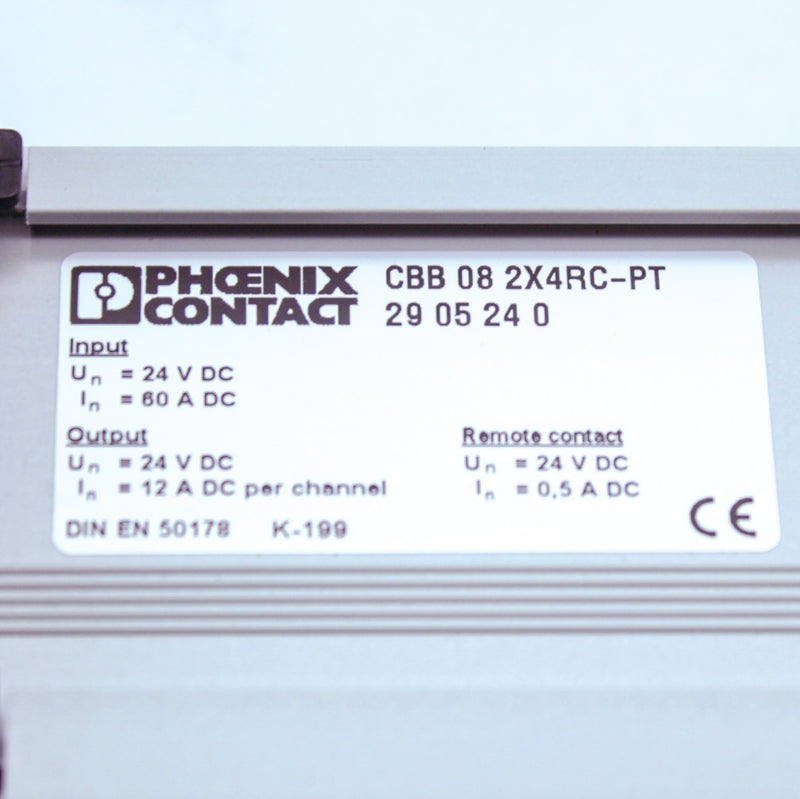 PHŒNIX
CONTACT
CBB 08 2X4RC-PT
29 05 24 0
Input
Un = 24 V DC
In = 60 A DC
Output
Un = 24 V DC
In = 12 A DC per channel
Remote contact
Un = 24 V DC
In = 0,5 A DC
DIN EN 50178 K-199
CE